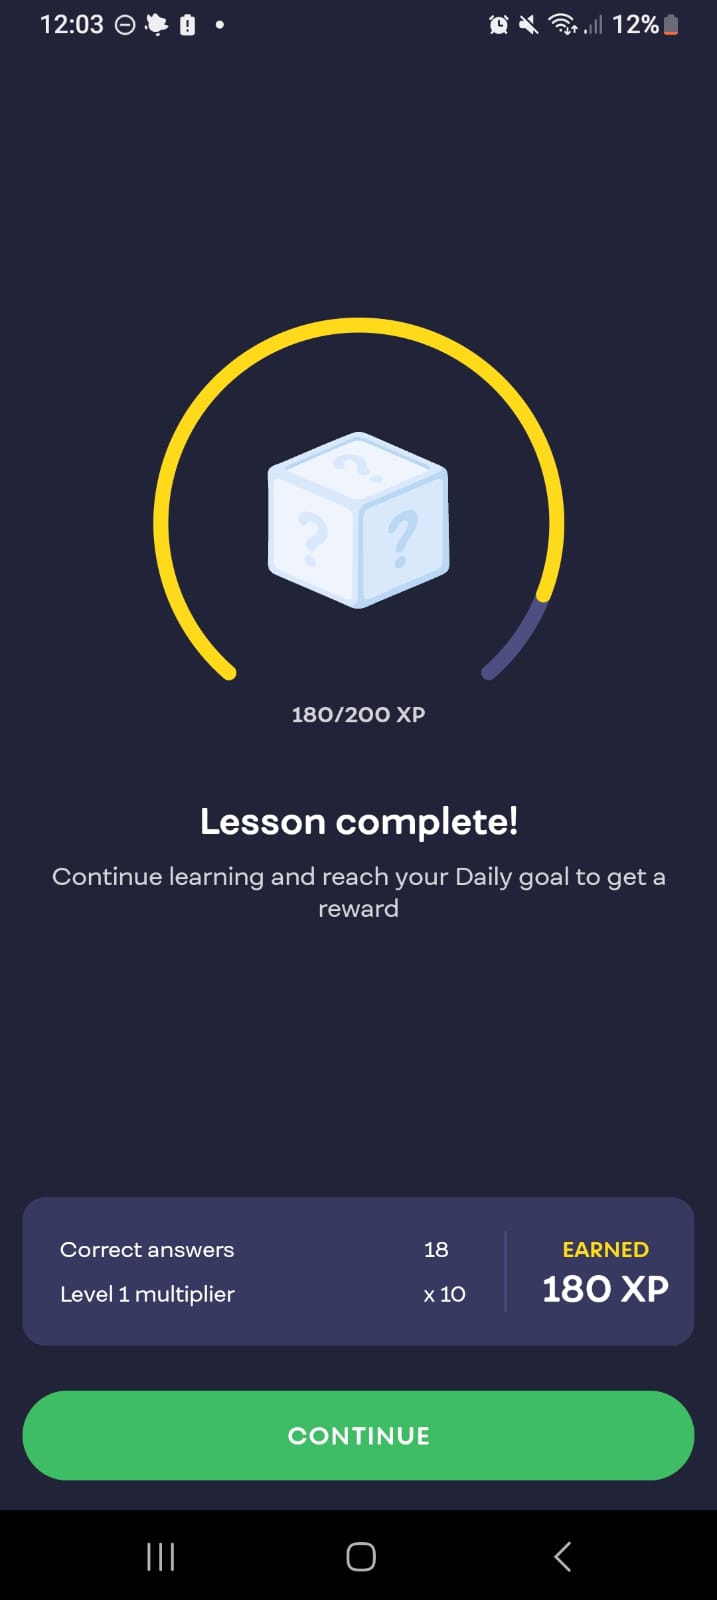 12:03
12%
? ? ?
180/200 XP
Lesson complete!
Continue learning and reach your Daily goal to get a
reward
Correct answers 18
Level 1 multiplier x 10
EARNED
180 XP
CONTINUE